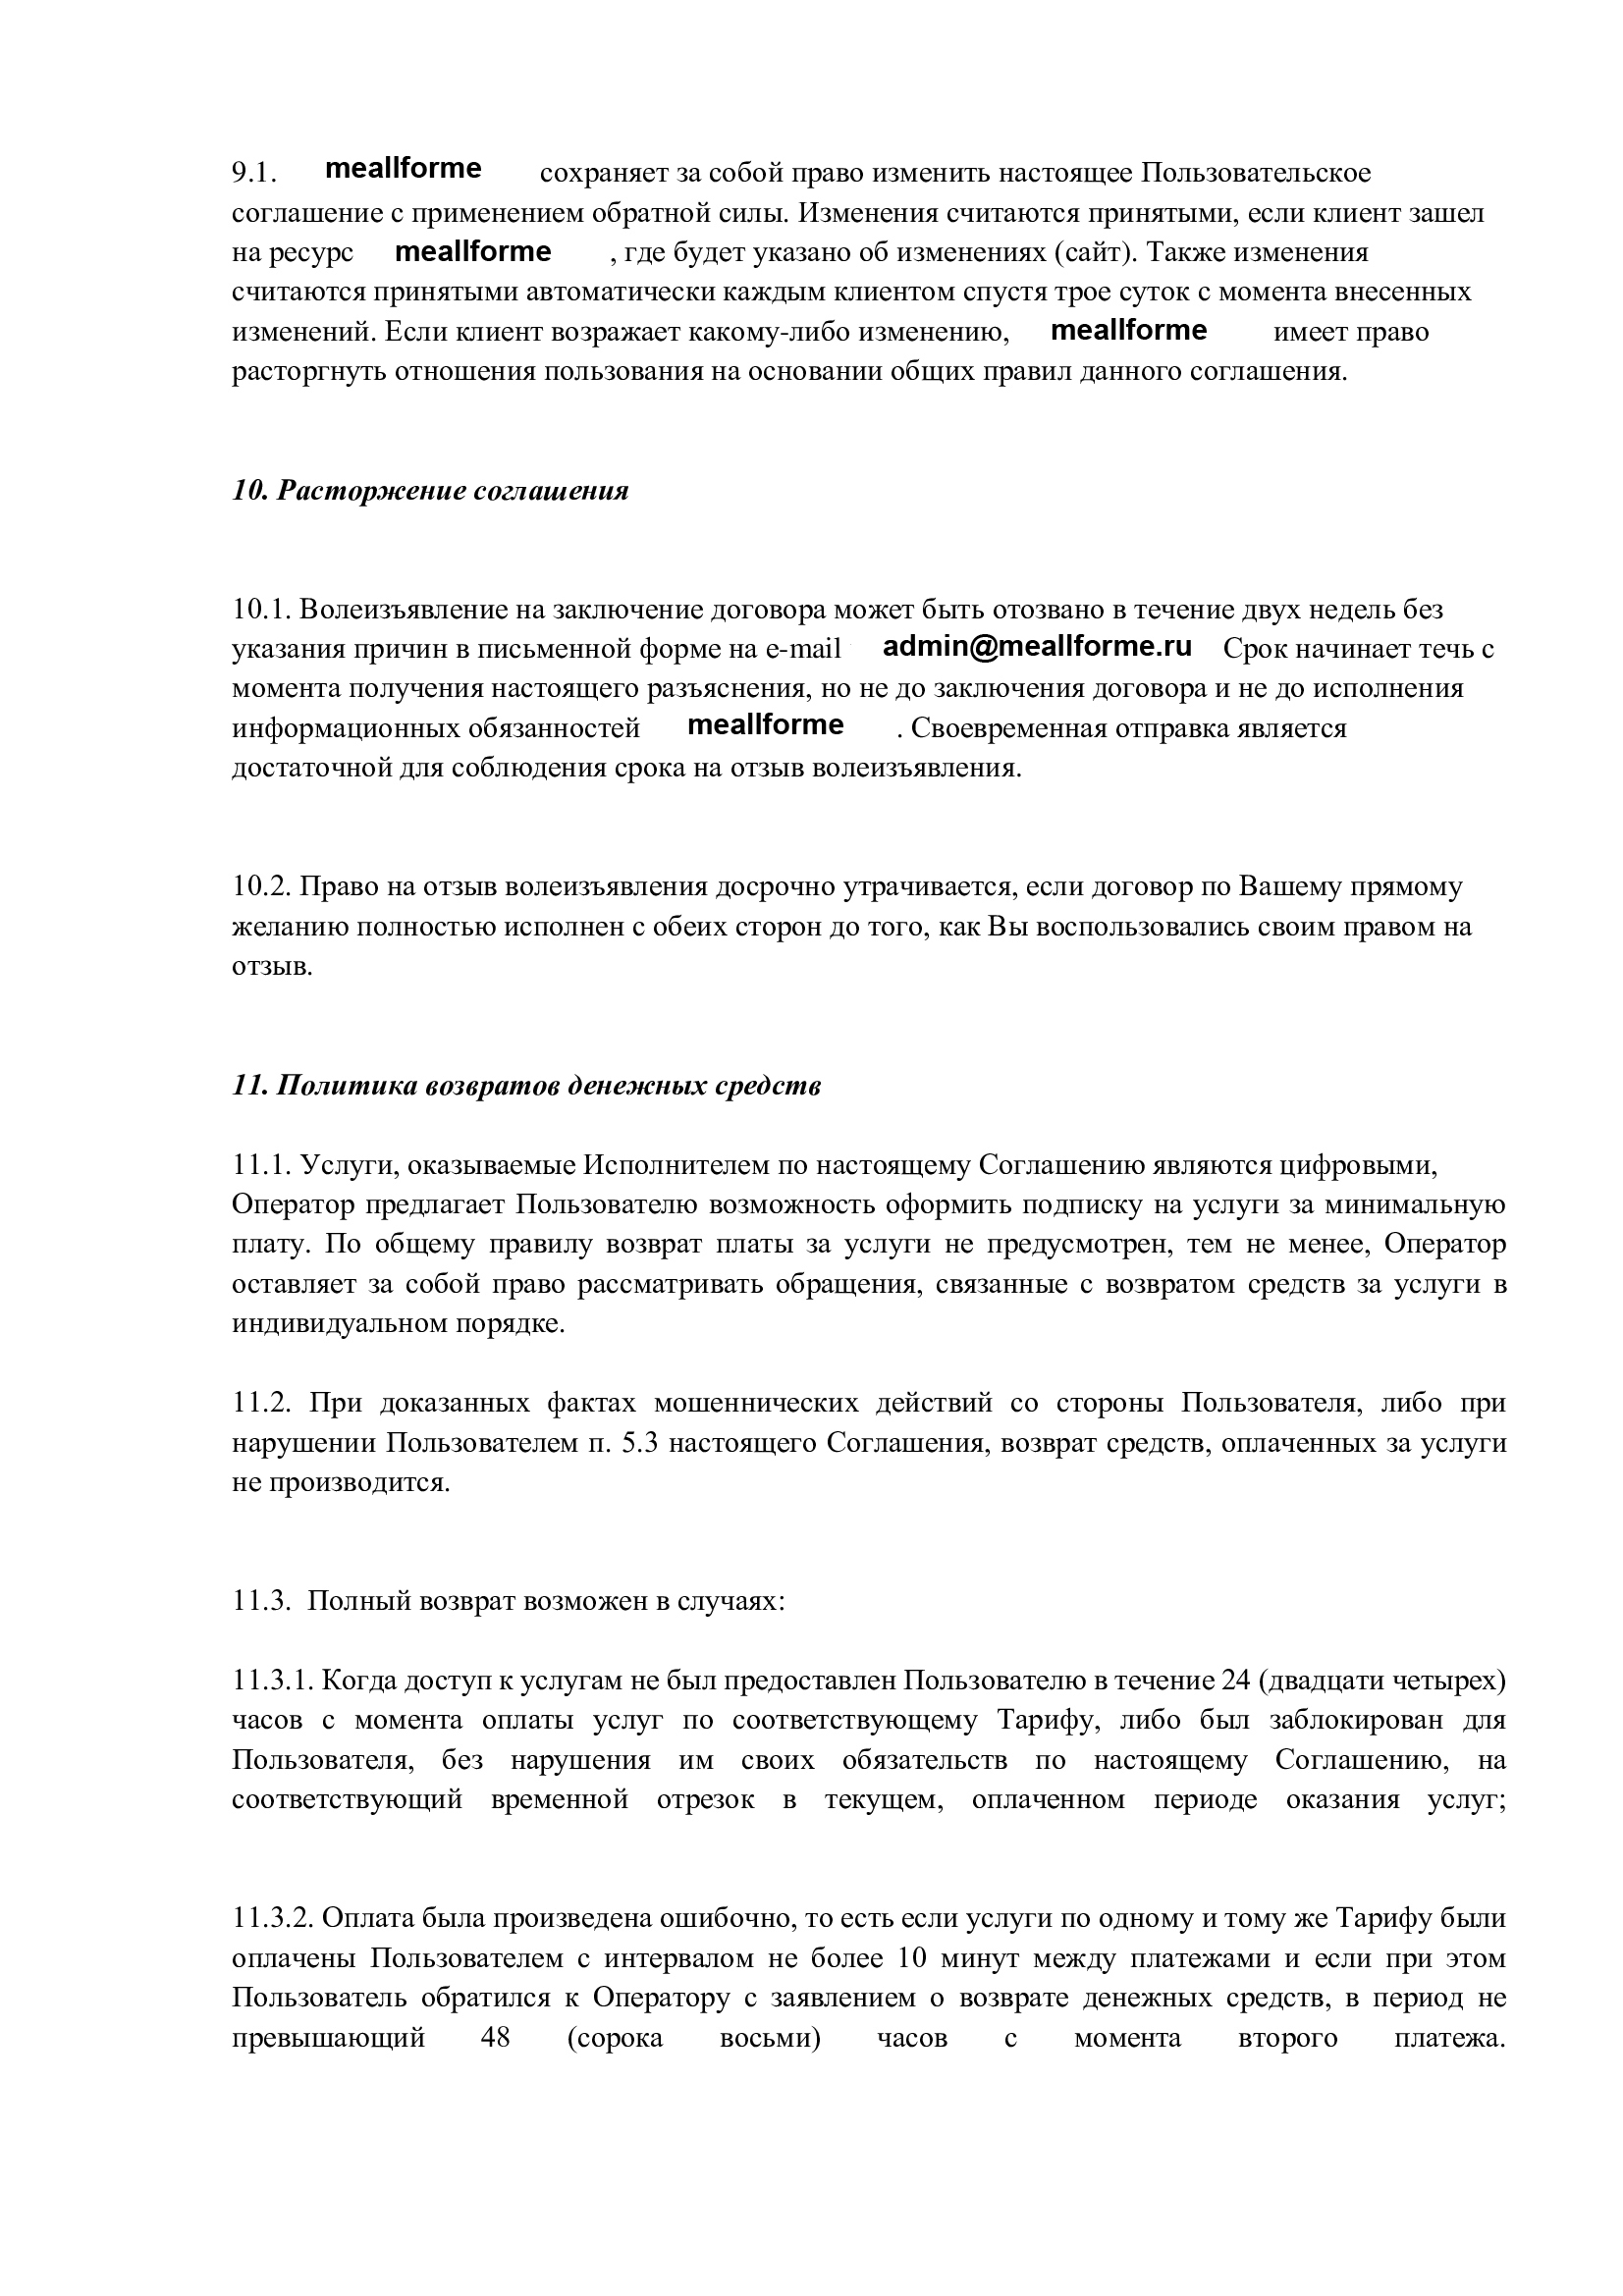 9.1. meallforme сохраняет за собой право изменить настоящее Пользовательское
соглашение с применением обратной силы. Изменения считаются принятыми, если клиент зашел
на ресурс meallforme , где будет указано об изменениях (сайт). Также изменения
считаются принятыми автоматически каждым клиентом спустя трое суток с момента внесенных
изменений. Если клиент возражает какому-либо изменению, meallforme имеет право
расторгнуть отношения пользования на основании общих правил данного соглашения.
10. Расторжение соглашения
10.1. Волеизъявление на заключение договора может быть отозвано в течение двух недель без
указания причин в письменной форме на e-mail admin@meallforme.ru Срок начинает течь с
момента получения настоящего разъяснения, но не до заключения договора и не до исполнения
информационных обязанностей meallforme . Своевременная отправка является
достаточной для соблюдения срока на отзыв волеизъявления.
10.2. Право на отзыв волеизъявления досрочно утрачивается, если договор по Вашему прямому
желанию полностью исполнен с обеих сторон до того, как Вы воспользовались своим правом на
отзыв.
11. Политика возвратов денежных средств
11.1. Услуги, оказываемые Исполнителем по настоящему Соглашению являются цифровыми,
Оператор предлагает Пользователю возможность оформить подписку на услуги за минимальную
плату. По общему правилу возврат платы за услуги не предусмотрен, тем не менее, Оператор
оставляет за собой право рассматривать обращения, связанные с возвратом средств за услуги в
индивидуальном порядке.
11.2. При доказанных фактах мошеннических действий со стороны Пользователя, либо при
нарушении Пользователем п. 5.3 настоящего Соглашения, возврат средств, оплаченных за услуги
не производится.
11.3. Полный возврат возможен в случаях:
11.3.1. Когда доступ к услугам не был предоставлен Пользователю в течение 24 (двадцати четырех)
часов с момента оплаты услуг по соответствующему Тарифу, либо был заблокирован для
Пользователя, без нарушения им своих обязательств по настоящему Соглашению, на
соответствующий временной отрезок в текущем, оплаченном периоде оказания услуг;
11.3.2. Оплата была произведена ошибочно, то есть если услуги по одному и тому же Тарифу были
оплачены Пользователем с интервалом не более 10 минут между платежами и если при этом
Пользователь обратился к Оператору с заявлением о возврате денежных средств, в период не
превышающий 48 (сорока восьми) часов с момента второго платежа.